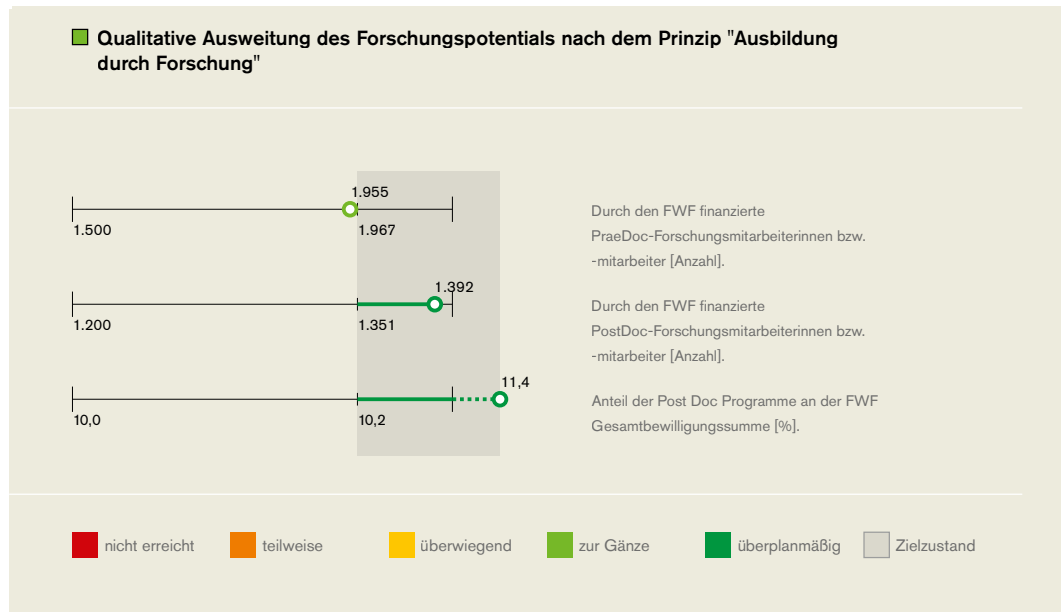 Qualitative Ausweitung des Forschungspotentials nach dem Prinzip "Ausbildung
durch Forschung"
1.955
1.500
1.967
Durch den FWF finanzierte
PraeDoc-Forschungsmitarbeiterinnen bzw.
-mitarbeiter [Anzahl].
1.392
1.200
1.351
Durch den FWF finanzierte
PostDoc-Forschungsmitarbeiterinnen bzw.
-mitarbeiter [Anzahl].
11,4
10,0
10,2
Anteil der Post Doc Programme an der FWF
Gesamtbewilligungssumme [%].
nicht erreicht
teilweise
überwiegend
zur Gänze
überplanmäßig
Zielzustand